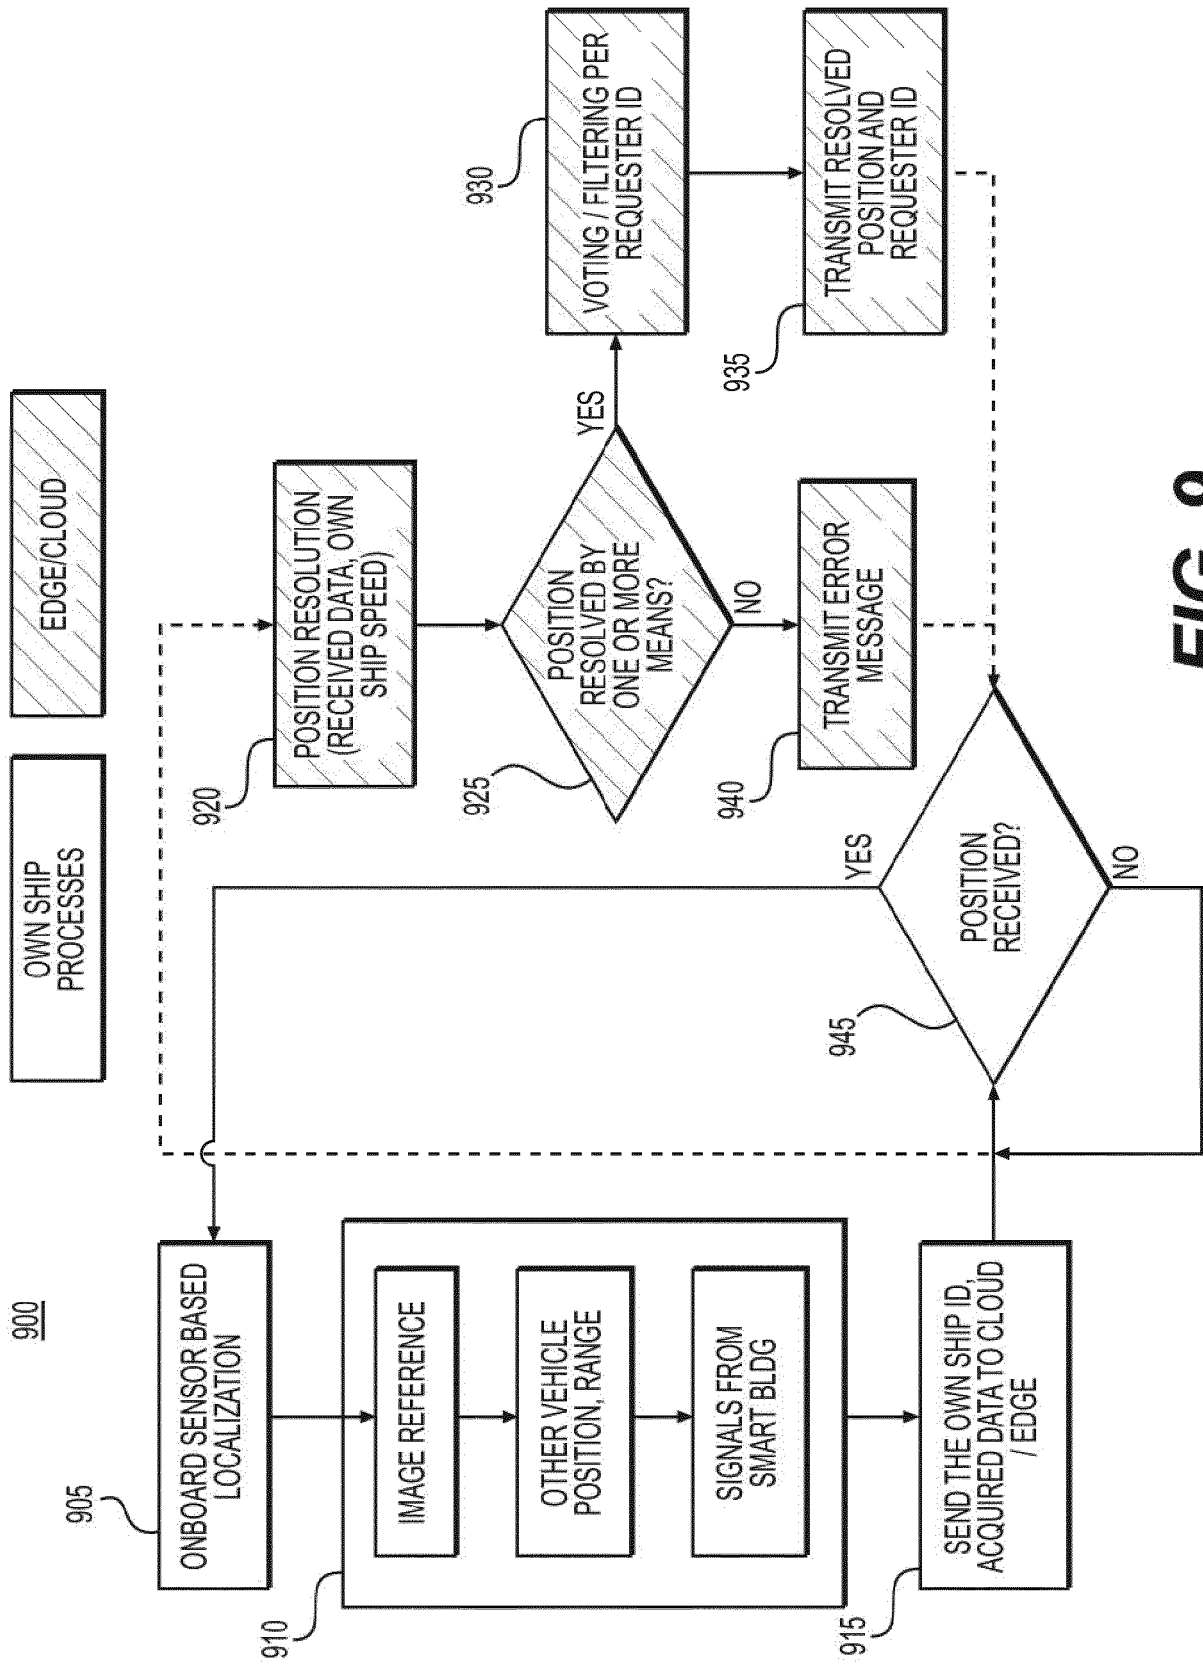 900
OWN SHIP
PROCESSES
EDGE/CLOUD
905
ONBOARD SENSOR BASED
LOCALIZATION
910
IMAGE REFERENCE
OTHER VEHICLE
POSITION, RANGE
SIGNALS FROM
SMART BLDG
915
SEND THE OWN SHIP ID,
ACQUIRED DATA TO CLOUD
/ EDGE
920
POSITION RESOLUTION
(RECEIVED DATA, OWN
SHIP SPEED)
925
POSITION
RESOLVED BY
ONE OR MORE
MEANS?
YES
NO
930
VOTING / FILTERING PER
REQUESTER ID
935
TRANSMIT RESOLVED
POSITION AND
REQUESTER ID
940
TRANSMIT ERROR
MESSAGE
945
POSITION
RECEIVED?
YES
NO
FIG. 9